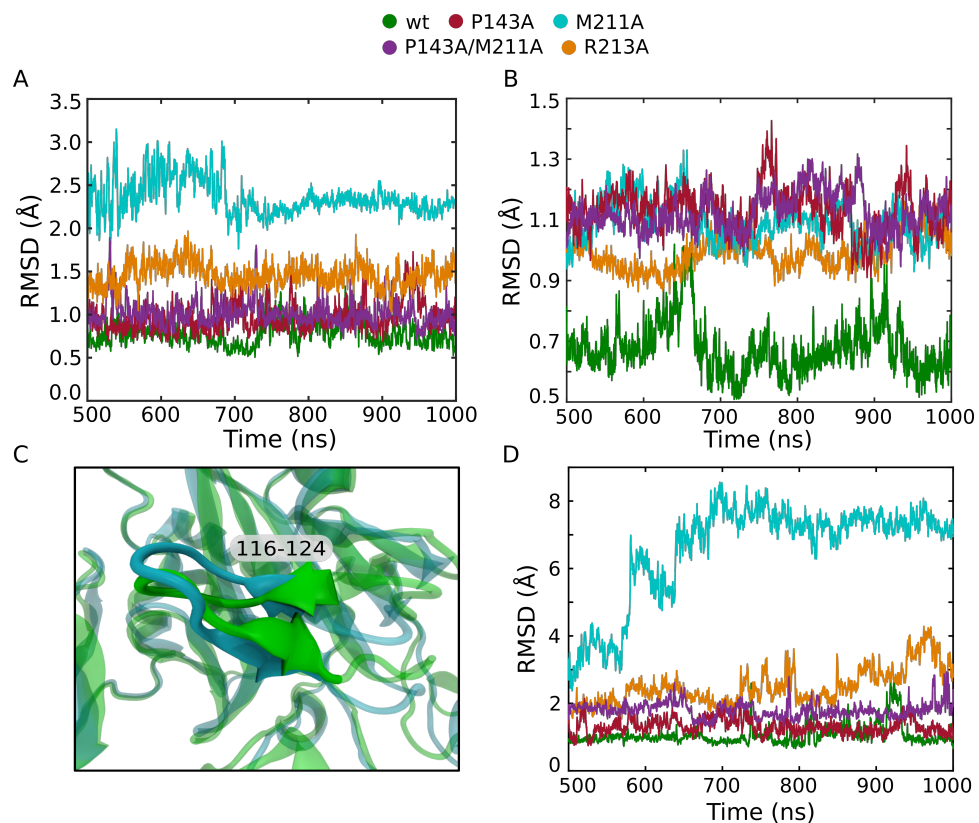 wt P143A M211A
P143A/M211A R213A
A
3.5
3.0
2.5
2.0
1.5
1.0
0.5
0.0
RMSD (Å)
500 600 700 800 900 1000
Time (ns)
B
1.5
1.3
1.1
0.9
0.7
0.5
RMSD (Å)
500 600 700 800 900 1000
Time (ns)
C
116-124
D
8
6
4
2
0
RMSD (Å)
500 600 700 800 900 1000
Time (ns)